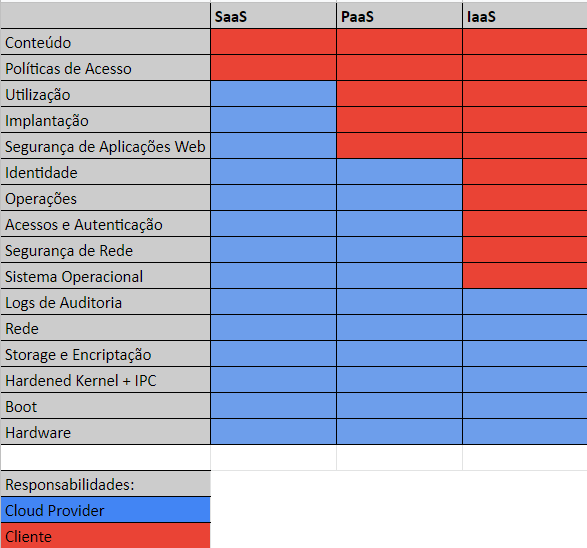 SaaS PaaS IaaS
Conteúdo
Políticas de Acesso
Utilização
Implantação
Segurança de Aplicações Web
Identidade
Operações
Acessos e Autenticação
Segurança de Rede
Sistema Operacional
Logs de Auditoria
Rede
Storage e Encriptação
Hardened Kernel + IPC
Boot
Hardware
Responsabilidades:
Cloud Provider
Cliente